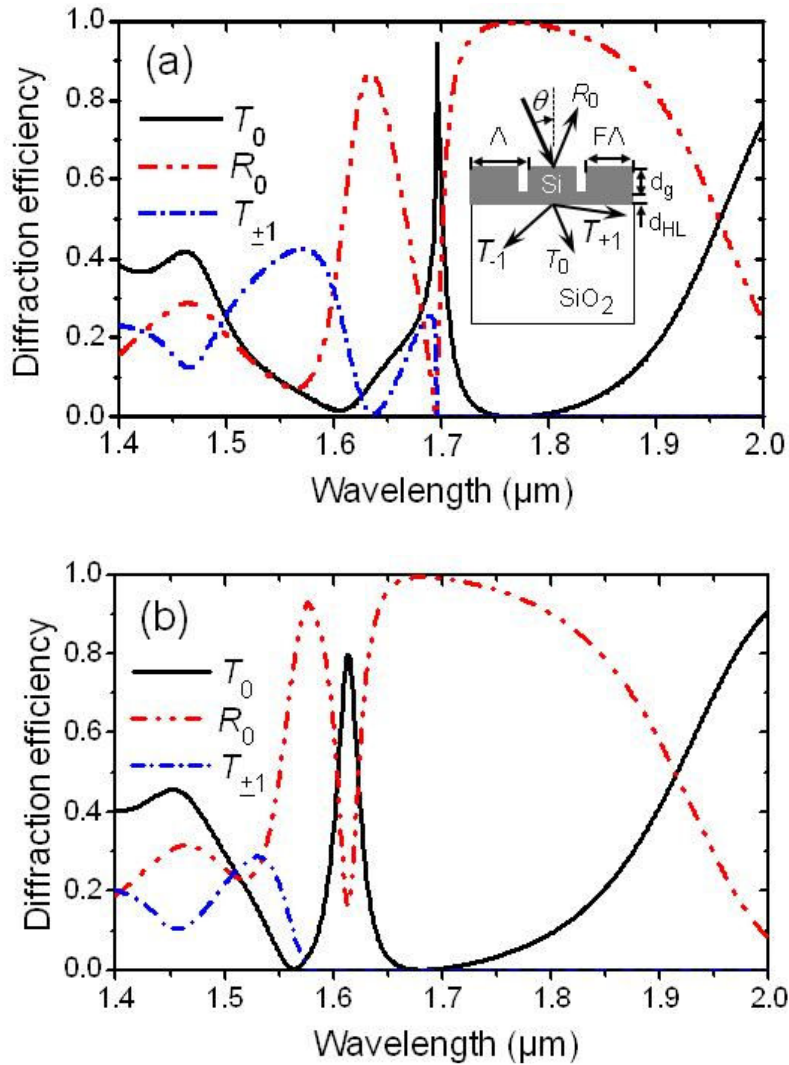 (a)
T0
R0
T±1
θ
R0
Λ
FΛ
Si
dg
dHL
T-1
T0
T+1
SiO2
Diffraction efficiency
1.0
0.8
0.6
0.4
0.2
0.0
1.4 1.5 1.6 1.7 1.8 1.9 2.0
Wavelength (µm)
(b)
T0
R0
T±1
Diffraction efficiency
1.0
0.8
0.6
0.4
0.2
0.0
1.4 1.5 1.6 1.7 1.8 1.9 2.0
Wavelength (µm)